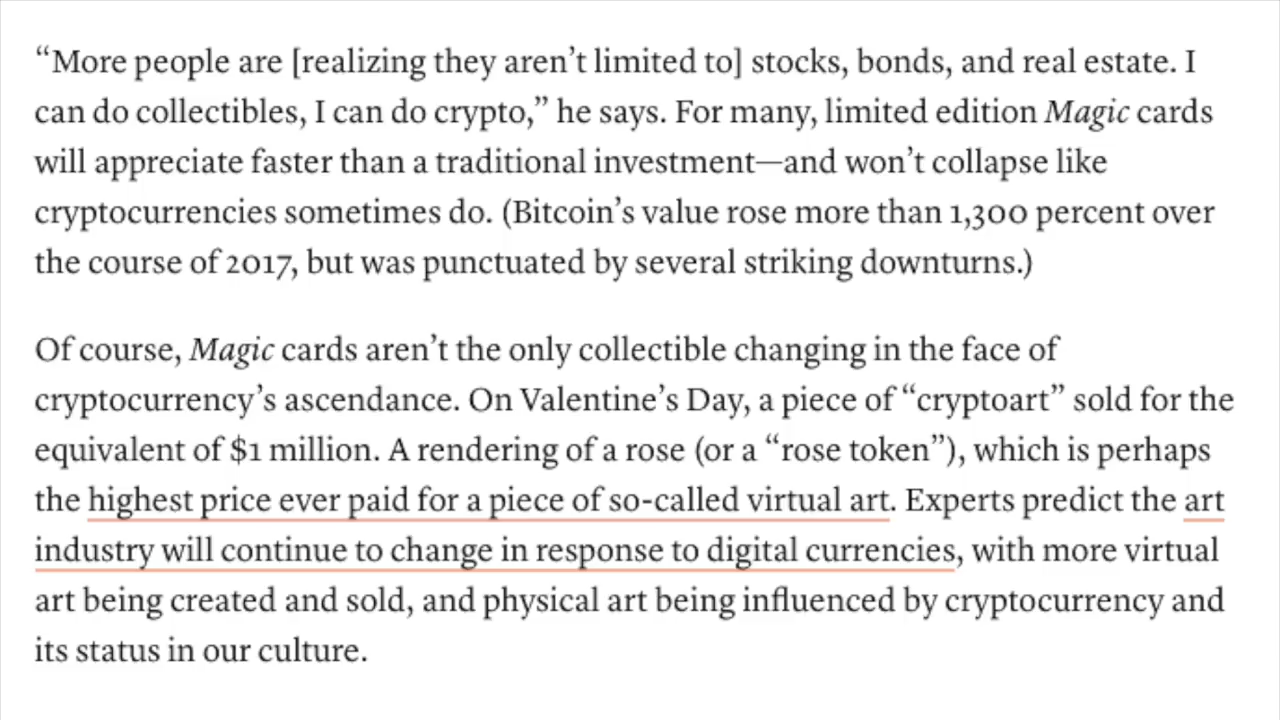 “More people are [realizing they aren’t limited to] stocks, bonds, and real estate. I
can do collectibles, I can do crypto,” he says. For many, limited edition Magic cards
will appreciate faster than a traditional investment—and won’t collapse like
cryptocurrencies sometimes do. (Bitcoin’s value rose more than 1,300 percent over
the course of 2017, but was punctuated by several striking downturns.)
Of course, Magic cards aren’t the only collectible changing in the face of
cryptocurrency’s ascendance. On Valentine’s Day, a piece of “cryptoart” sold for the
equivalent of $1 million. A rendering of a rose (or a “rose token”), which is perhaps
the highest price ever paid for a piece of so-called virtual art. Experts predict the art
industry will continue to change in response to digital currencies, with more virtual
art being created and sold, and physical art being influenced by cryptocurrency and
its status in our culture.